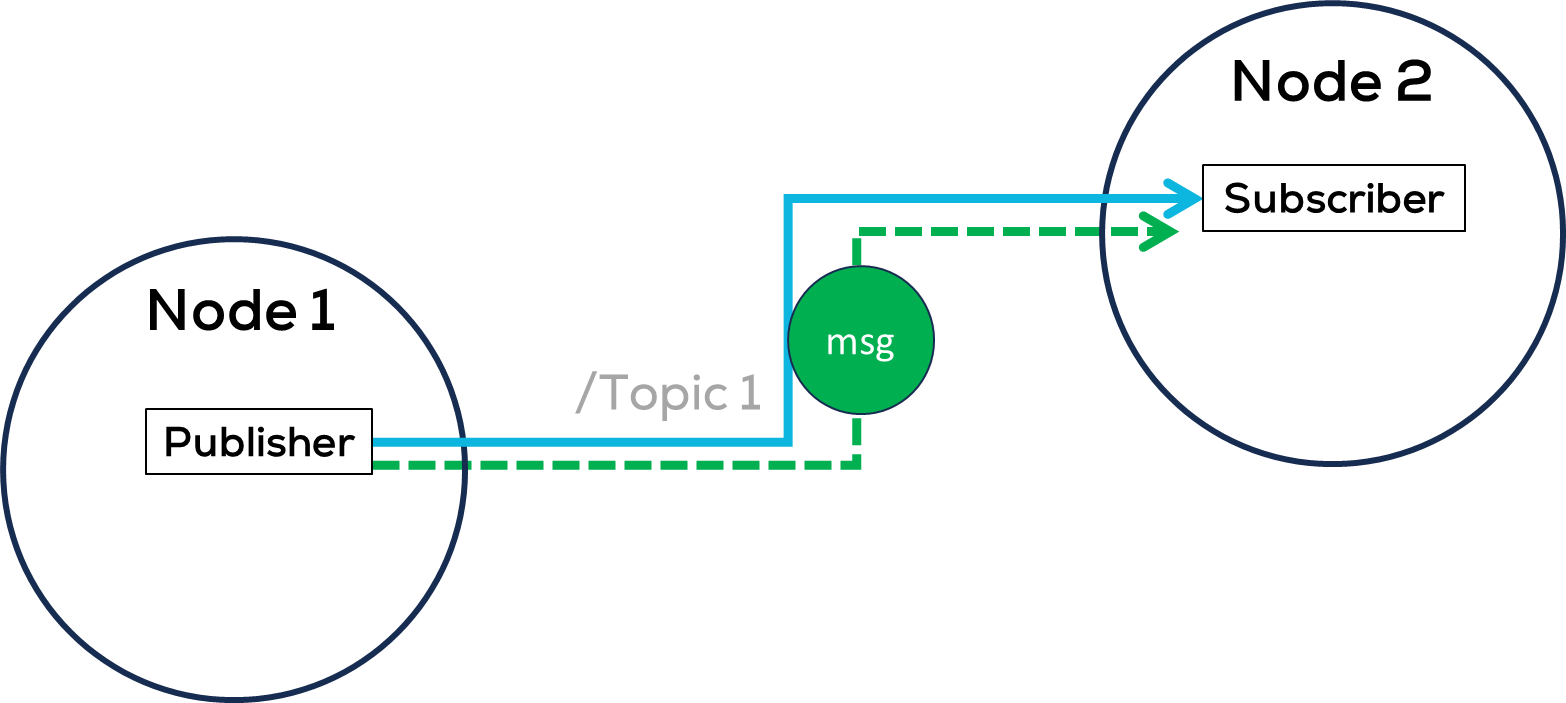 Node 2
Subscriber
Node 1
msg
/Topic 1
Publisher